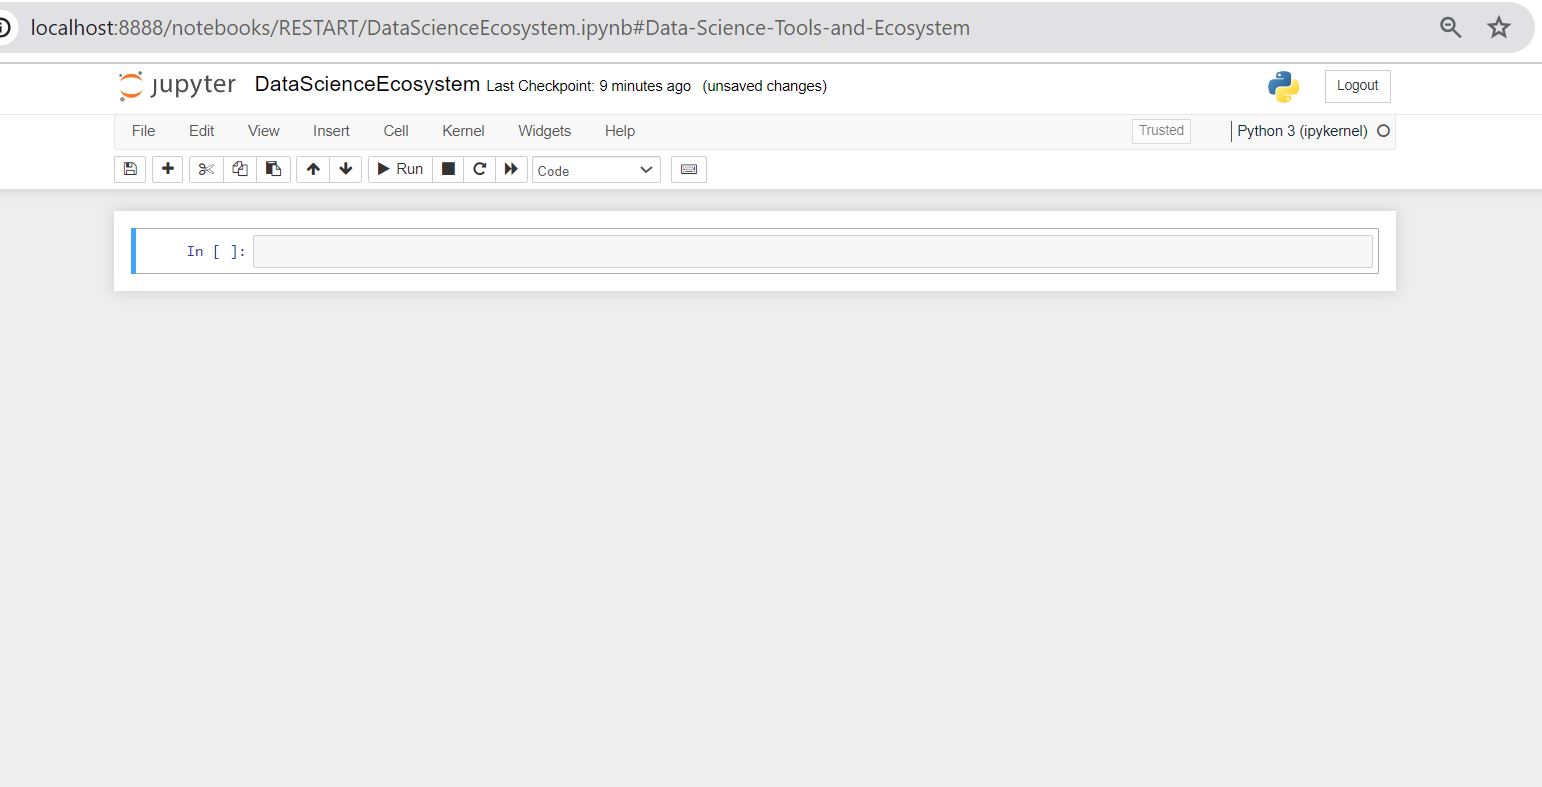 localhost:8888/notebooks/RESTART/DataScienceEcosystem.ipynb#Data-Science-Tools-and-Ecosystem
jupyter DataScienceEcosystem Last Checkpoint: 9 minutes ago (unsaved changes) Logout
File Edit View Insert Cell Kernel Widgets Help Trusted Python 3 (ipykernel)
Run Code
In [ ]: